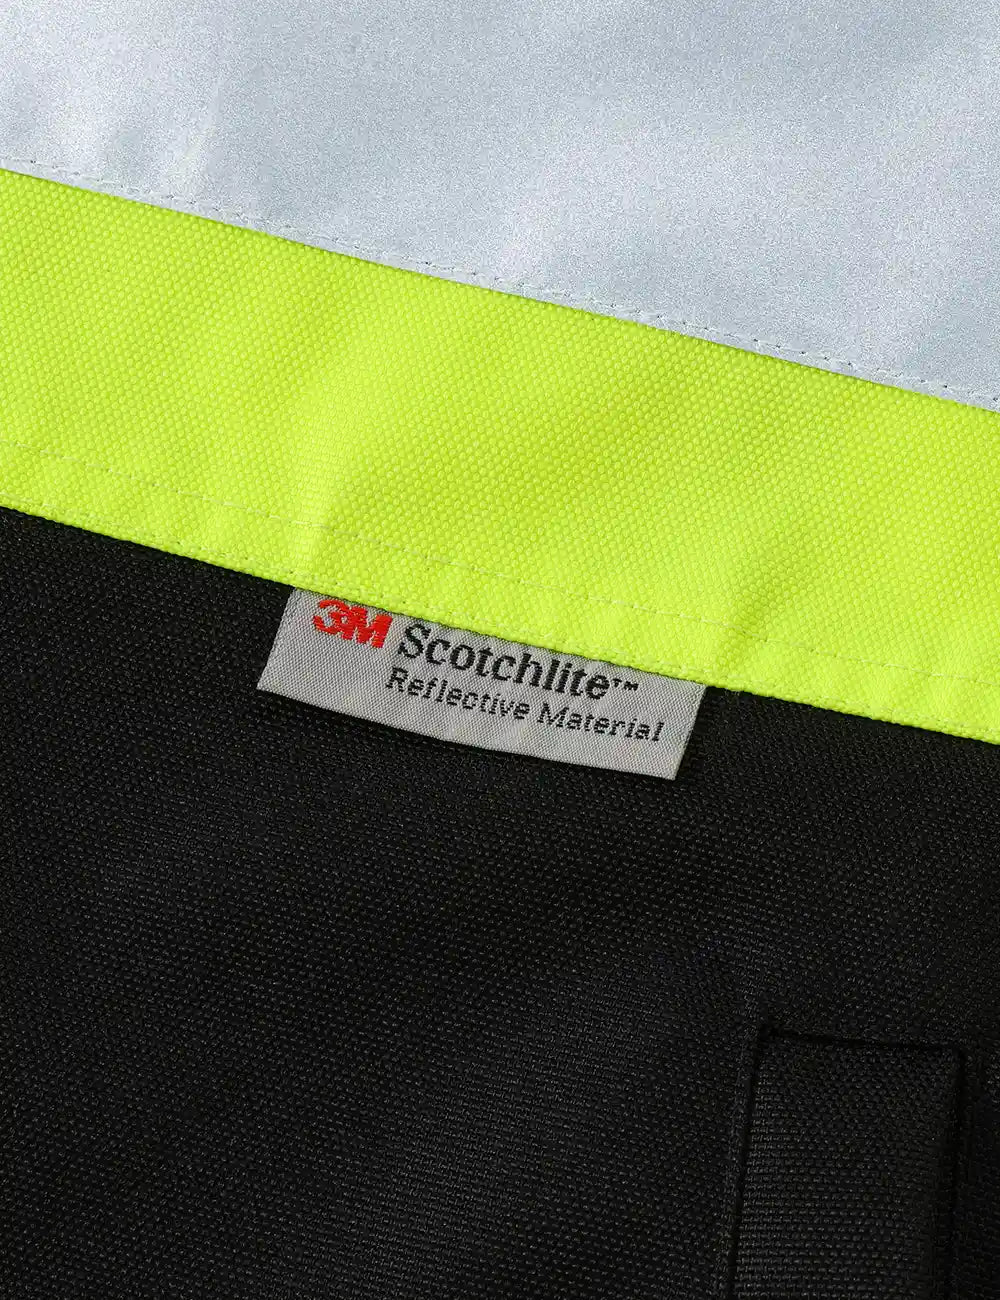 3M Scotchlite™
Reflective Material